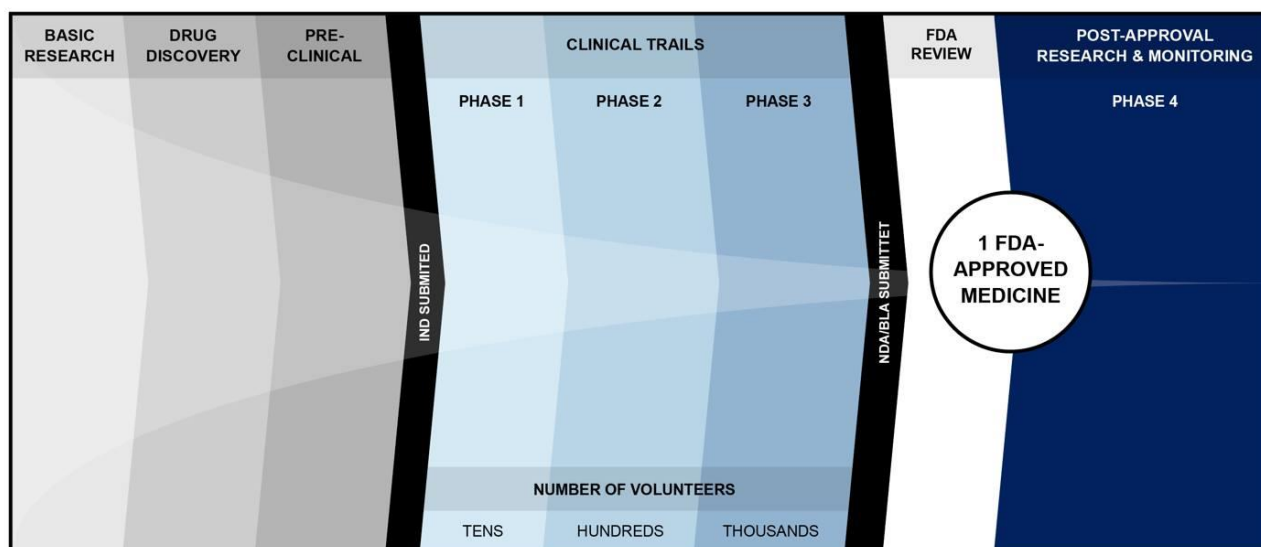 BASIC
RESEARCH
DRUG
DISCOVERY
PRE-
CLINICAL
CLINICAL TRAILS
FDA
REVIEW
POST-APPROVAL
RESEARCH & MONITORING
PHASE 1
PHASE 2
PHASE 3
PHASE 4
IND SUBMITED
NDA/BLA SUBMITTET
1 FDA-
APPROVED
MEDICINE
NUMBER OF VOLUNTEERS
TENS
HUNDREDS
THOUSANDS